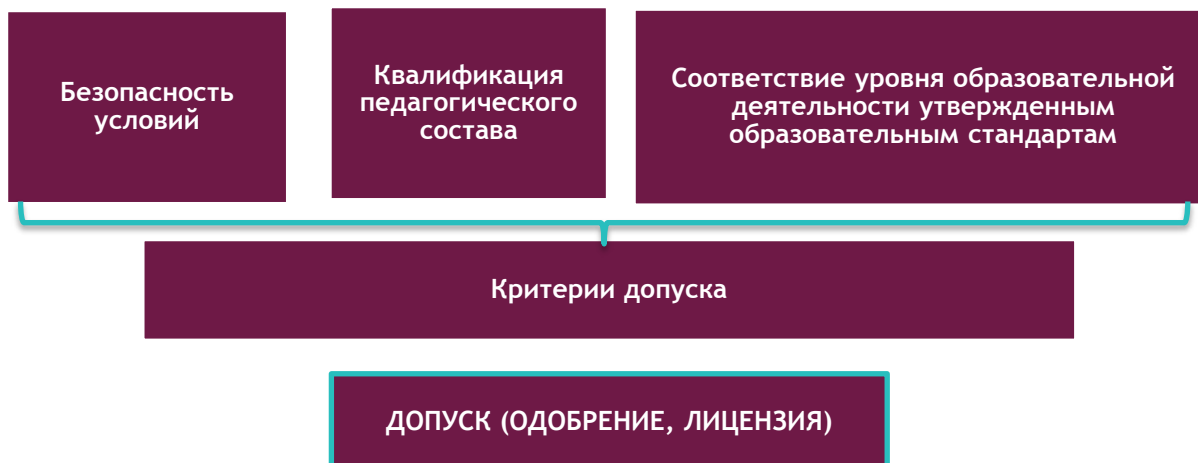 Безопасность
условий
Квалификация
педагогического
состава
Соответствие уровня образовательной
деятельности утвержденным
образовательным стандартам
Критерии допуска
ДОПУСК (ОДОБРЕНИЕ, ЛИЦЕНЗИЯ)